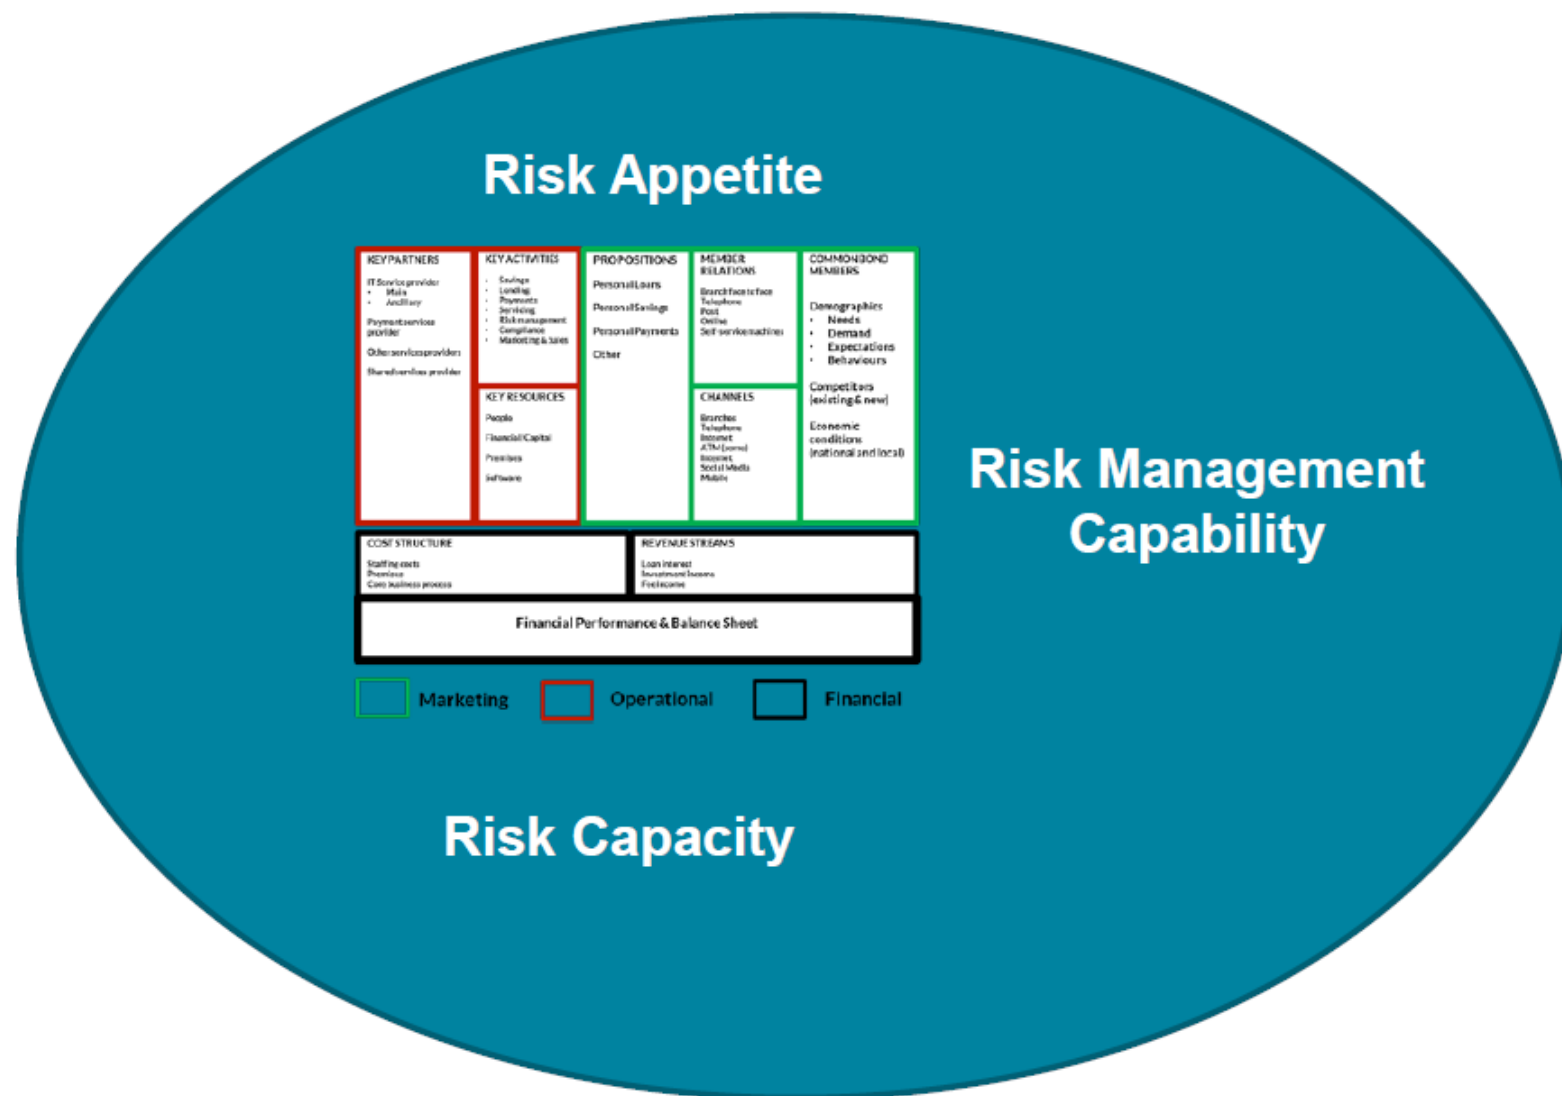 Risk Appetite
KEY PARTNERS
IT Service provider
• Main
• Ancillary
Payment services
provider
Other services providers
Shared services provider
KEY ACTIVITIES
• Savings
• Lending
• Payments
• Servicing
• Risk management
• Compliance
• Marketing & Sales
KEY RESOURCES
People
Financial/Capital
Premises
Software
PROPOSITIONS
Personal Loans
Personal Savings
Personal Payments
Other
MEMBER
RELATIONS
Branch face to face
Telephone
Post
Online
Self-service machines
CHANNELS
Branches
Telephone
Internet
ATM (some)
Internet
Social Media
Mobile
COMMON BOND
MEMBERS
Demographics
• Needs
• Demand
• Expectations
• Behaviours
Competitors
(existing & new)
Economic
conditions
(national and local)
COST STRUCTURE
Staffing costs
Premises
Core business process
REVENUE STREAMS
Loan interest
Investment Income
Fee Income
Financial Performance & Balance Sheet
Marketing
Operational
Financial
Risk Management
Capability
Risk Capacity